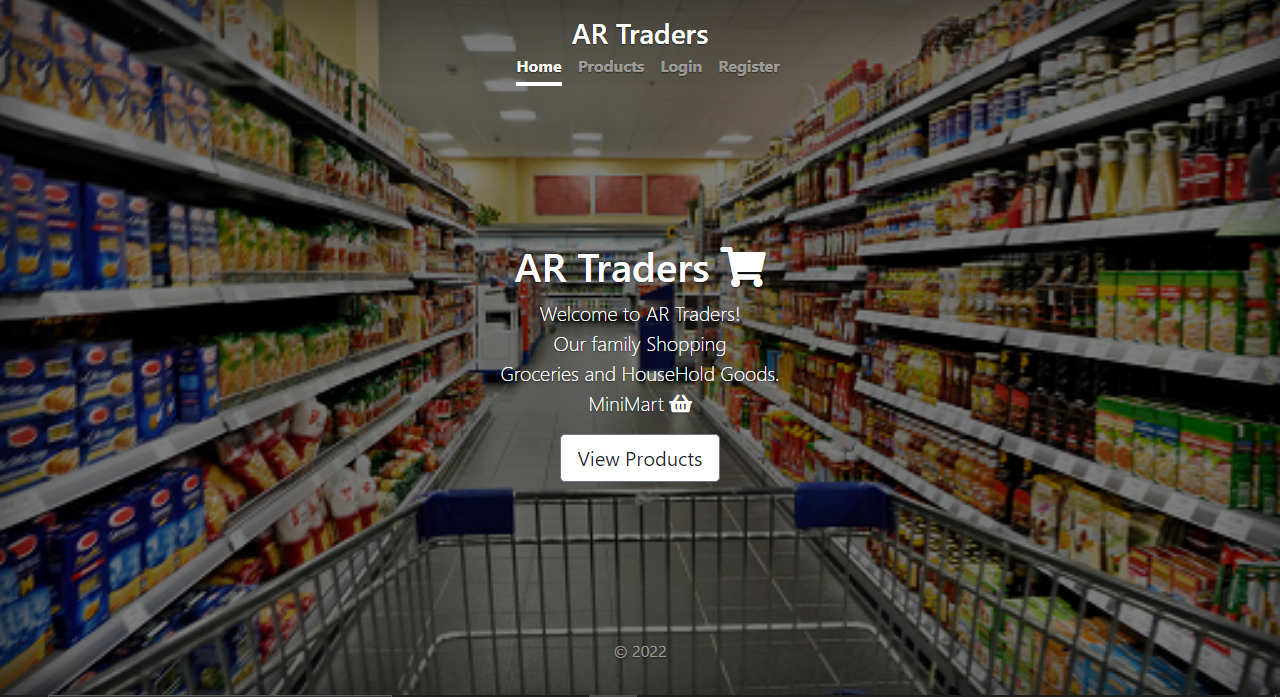 AR Traders
Home Products Login Register
AR Traders
Welcome to AR Traders!
Our family Shopping
Groceries and HouseHold Goods.
MiniMart
View Products
© 2022